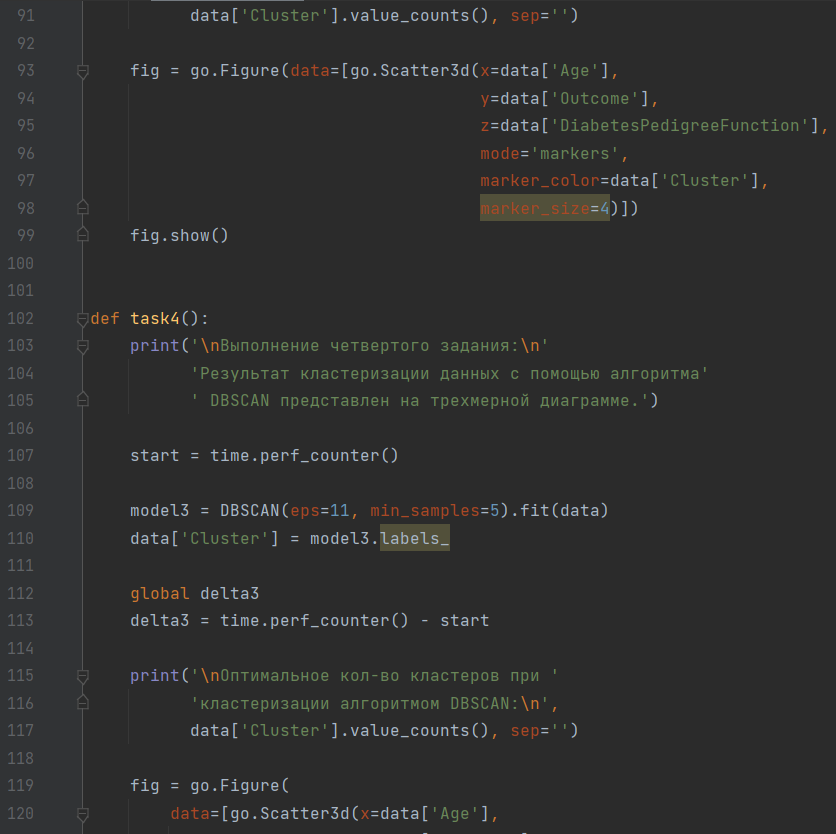 91 data['Cluster'].value_counts(), sep='')
92
93 fig = go.Figure(data=[go.Scatter3d(x=data['Age'],
94 y=data['Outcome'],
95 z=data['DiabetesPedigreeFunction'],
96 mode='markers',
97 marker_color=data['Cluster'],
98 marker_size=4)])
99 fig.show()
100
101
102 def task4():
103 print('\nВыполнение четвертого задания:\n'
104 'Результат кластеризации данных с помощью алгоритма'
105 ' DBSCAN представлен на трехмерной диаграмме.')
106
107 start = time.perf_counter()
108
109 model3 = DBSCAN(eps=11, min_samples=5).fit(data)
110 data['Cluster'] = model3.labels_
111
112 global delta3
113 delta3 = time.perf_counter() - start
114
115 print('\nОптимальное кол-во кластеров при '
116 'кластеризации алгоритмом DBSCAN:\n',
117 data['Cluster'].value_counts(), sep='')
118
119 fig = go.Figure(
120 data=[go.Scatter3d(x=data['Age'],